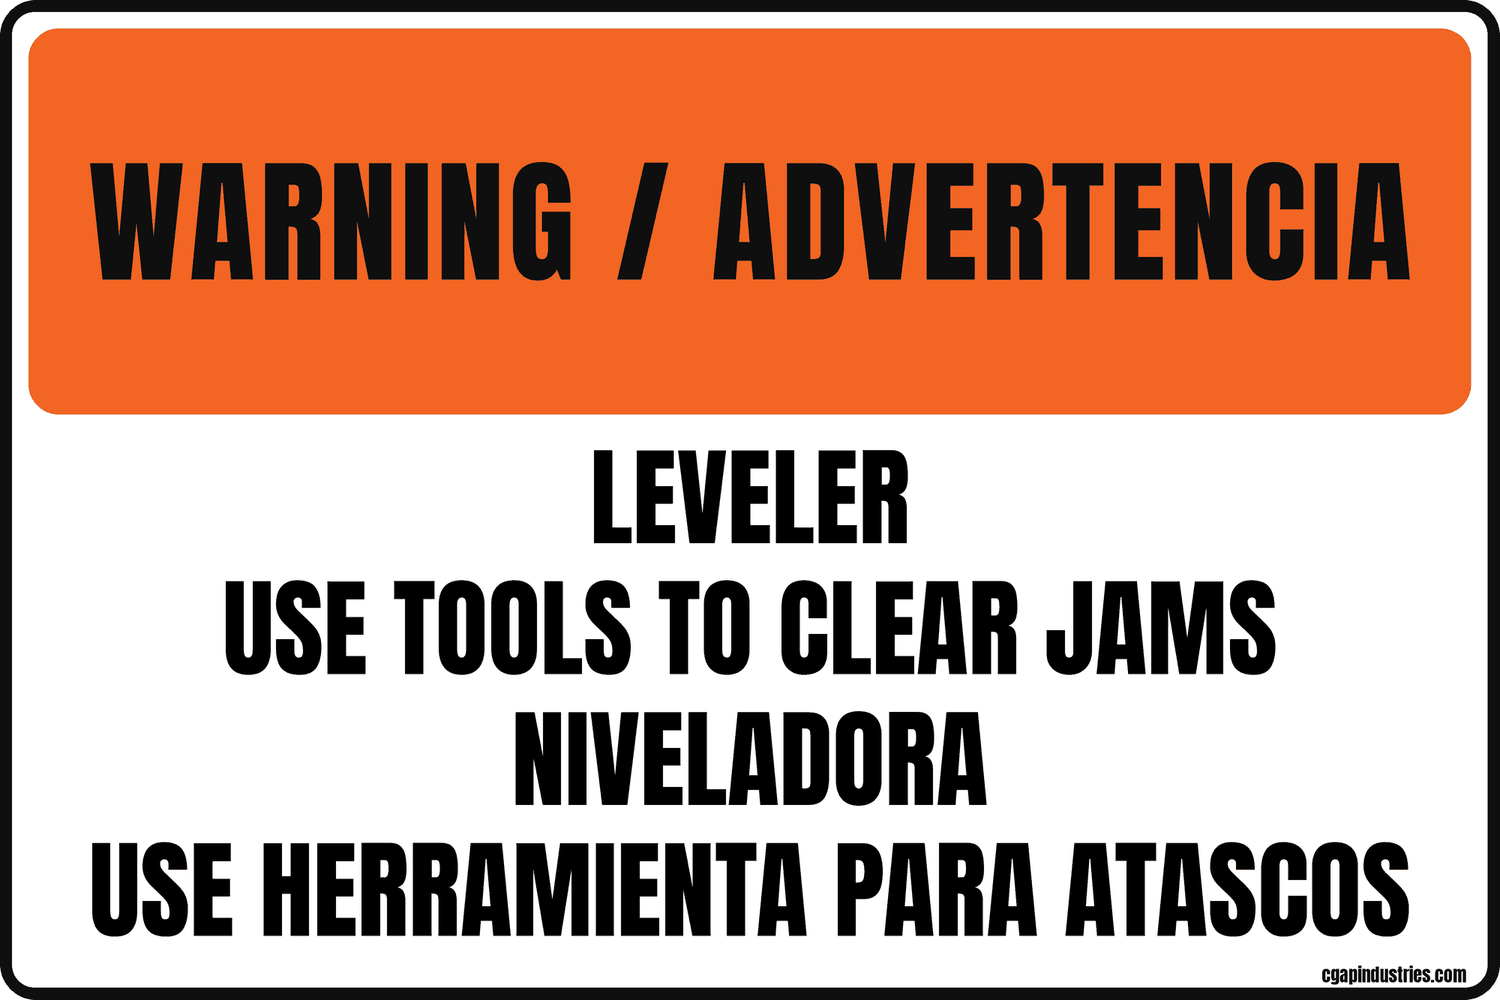 WARNING / ADVERTENCIA
LEVELER
USE TOOLS TO CLEAR JAMS
NIVELADORA
USE HERRAMIENTA PARA ATASCOS
cgapindustries.com